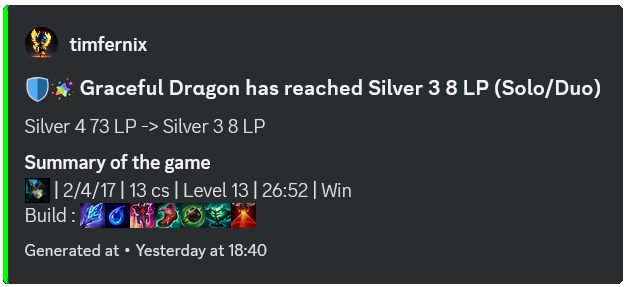 timfernix
Graceful Dragon has reached Silver 3 8 LP (Solo/Duo)
Silver 4 73 LP -> Silver 3 8 LP
Summary of the game
| 2/4/17 | 13 cs | Level 13 | 26:52 | Win
Build :
Generated at • Yesterday at 18:40